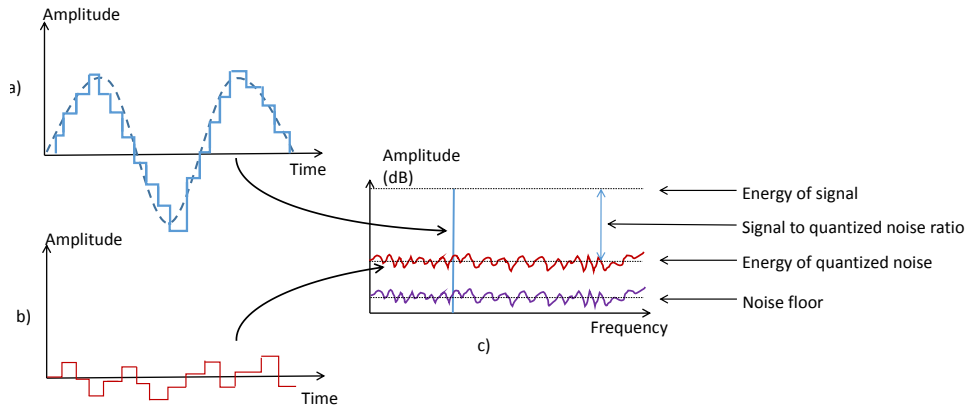 Amplitude
a)
Time
Amplitude
(dB)
Energy of signal
Signal to quantized noise ratio
Energy of quantized noise
Noise floor
Frequency
c)
Amplitude
b)
Time